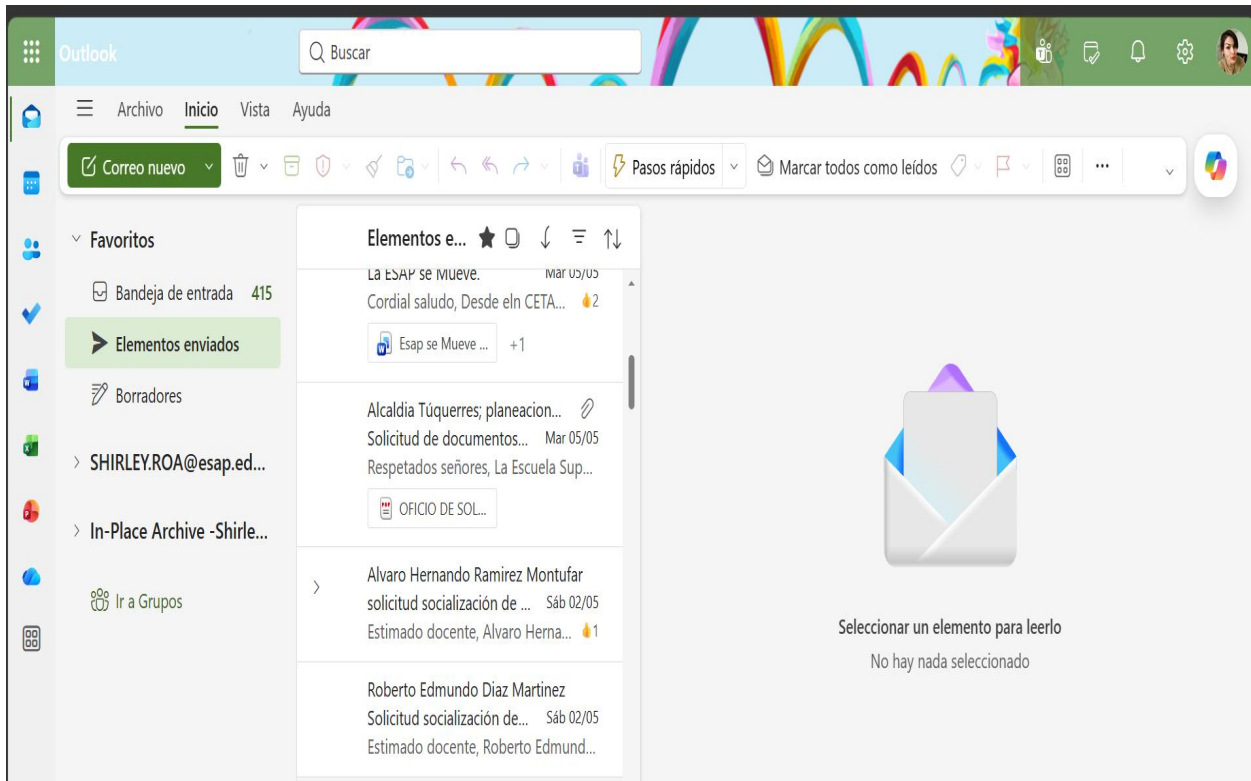 Outlook
Buscar
Archivo Inicio Vista Ayuda
Correo nuevo
Pasos rápidos
Marcar todos como leídos
Favoritos
Bandeja de entrada 415
Elementos enviados
Borradores
SHIRLEY.ROA@esap.ed...
In-Place Archive -Shirle...
Ir a Grupos
Elementos e...
La ESAP se Mueve. Mar 05/05
Cordial saludo, Desde eln CETA... 2
Esap se Mueve ... +1
Alcaldia Túquerres; planeacion...
Solicitud de documentos... Mar 05/05
Respetados señores, La Escuela Sup...
OFICIO DE SOL...
Alvaro Hernando Ramirez Montufar
solicitud socialización de ... Sáb 02/05
Estimado docente, Alvaro Herna... 1
Roberto Edmundo Diaz Martinez
Solicitud socialización de... Sáb 02/05
Estimado docente, Roberto Edmund...
Seleccionar un elemento para leerlo
No hay nada seleccionado